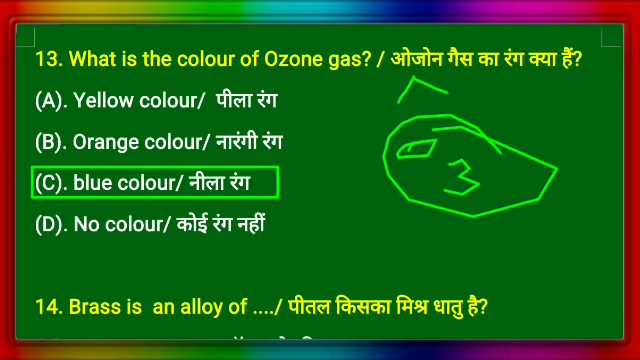 13. What is the colour of Ozone gas? / ओजोन गैस का रंग क्या हैं?
(A). Yellow colour/ पीला रंग
(B). Orange colour/ नारंगी रंग
(C). blue colour/ नीला रंग
(D). No colour/ कोई रंग नहीं
14. Brass is an alloy of ..../ पीतल किसका मिश्र धातु है?